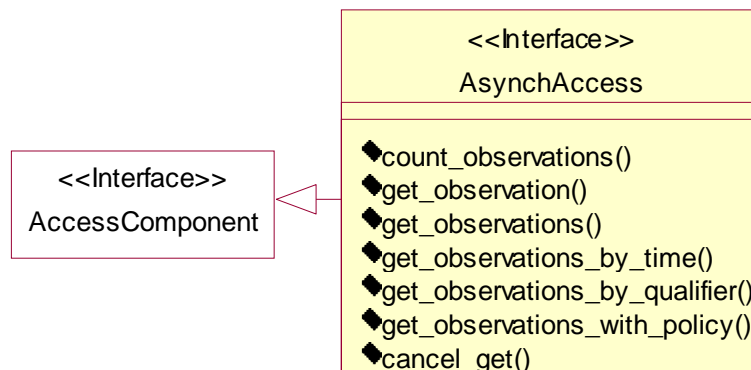 <<Interface>>
AsynchAccess
count_observations()
get_observation()
get_observations()
get_observations_by_time()
get_observations_by_qualifier()
get_observations_with_policy()
cancel_get()
<<Interface>>
AccessComponent